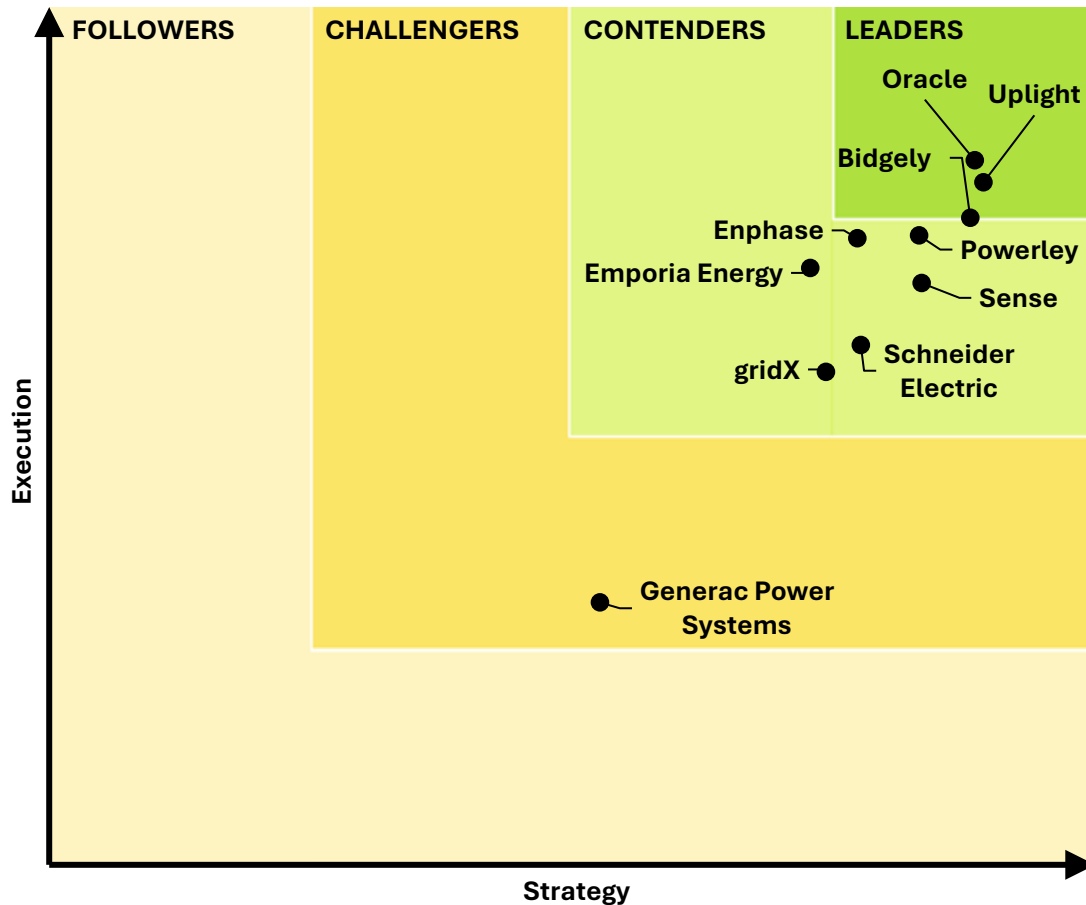 FOLLOWERS
CHALLENGERS
CONTENDERS
LEADERS
Oracle
Uplight
Bidgely
Enphase
Powerley
Emporia Energy
Sense
Schneider
Electric
gridX
Generac Power
Systems
Execution
Strategy